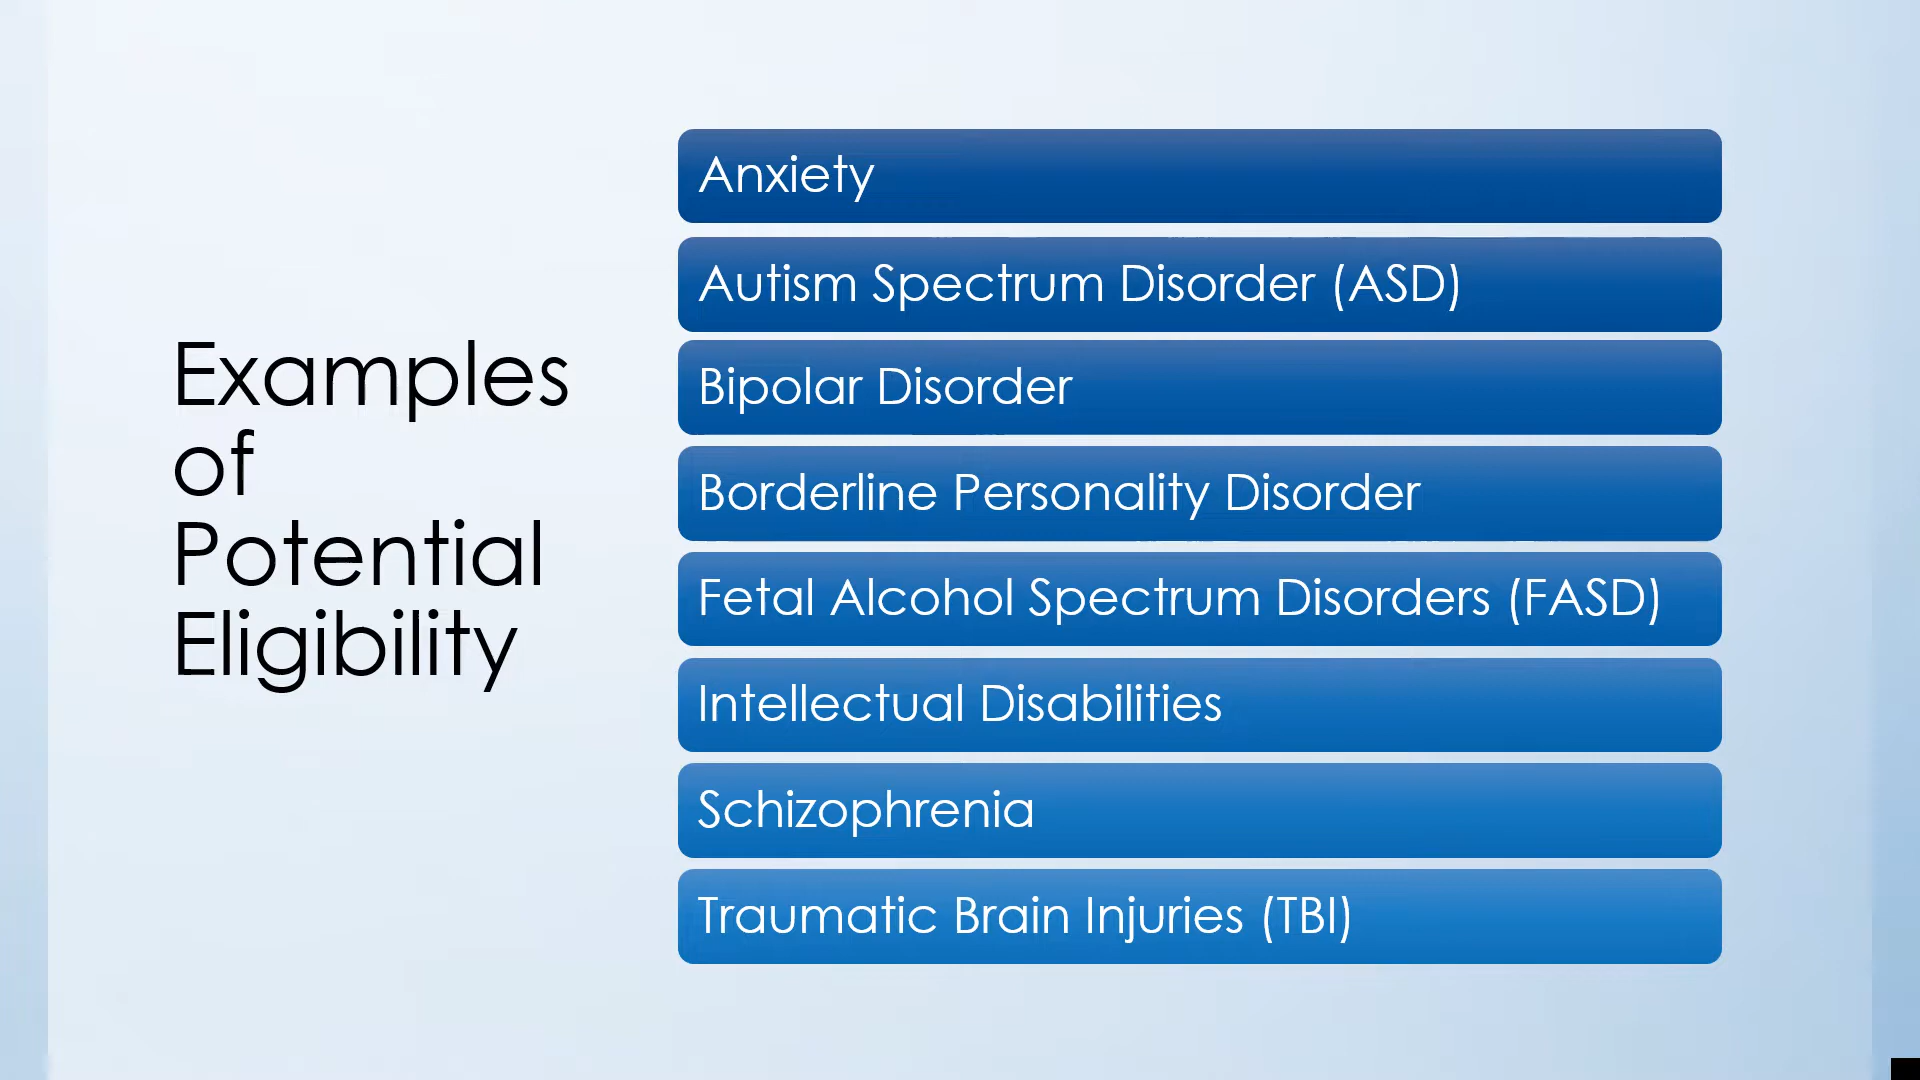 Examples
of
Potential
Eligibility
Anxiety
Autism Spectrum Disorder (ASD)
Bipolar Disorder
Borderline Personality Disorder
Fetal Alcohol Spectrum Disorders (FASD)
Intellectual Disabilities
Schizophrenia
Traumatic Brain Injuries (TBI)